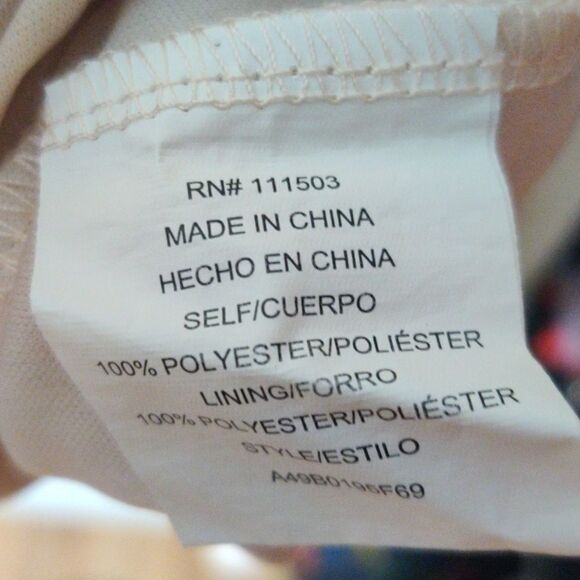 RN# 111503
MADE IN CHINA
HECHO EN CHINA
SELF/CUERPO
100% POLYESTER/POLIÉSTER
LINING/FORRO
100% POLYESTER/POLIÉSTER
STYLE/ESTILO
A49B0195F69